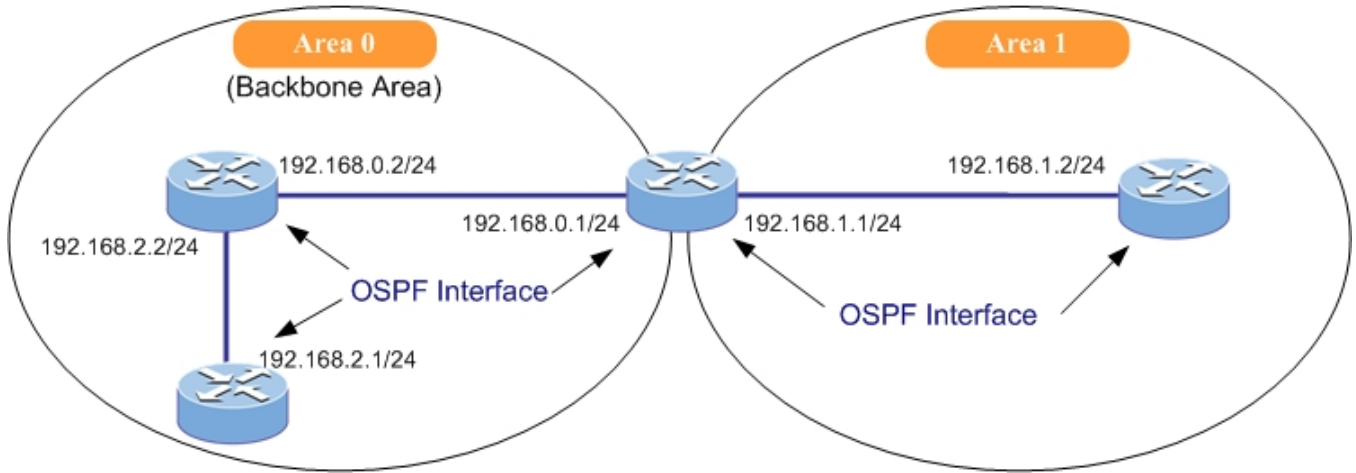 Area 0
(Backbone Area)
Area 1
192.168.0.2/24
192.168.1.2/24
192.168.2.2/24
192.168.0.1/24
192.168.1.1/24
OSPF Interface
OSPF Interface
192.168.2.1/24